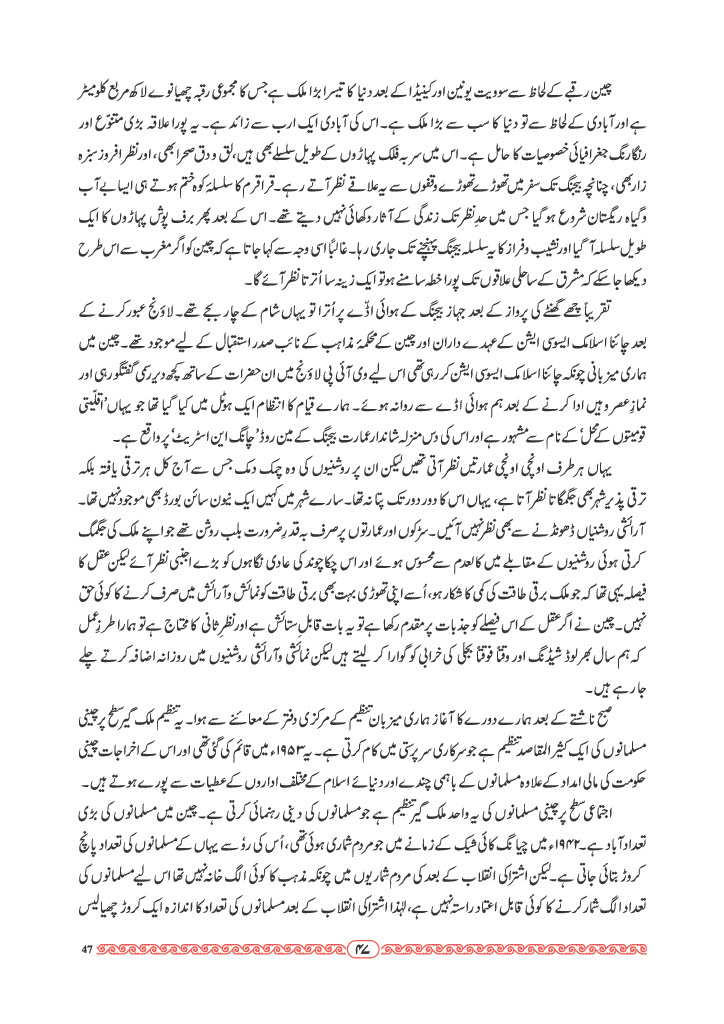 چین رقبے کے لحاظ سے سوویت یونین اور کینیڈا کے بعد دنیا کا تیسرا بڑا ملک ہے جس کا مجموعی رقبہ چھیانوے لاکھ مربع کلومیٹر
ہے اور آبادی کے لحاظ سے تو دنیا کا سب سے بڑا ملک ہے۔ اس کی آبادی ایک ارب سے زائد ہے۔ یہ پورا علاقہ بڑی متنوّع اور
رنگا رنگ جغرافیائی خصوصیات کا حامل ہے۔ اس میں سر بہ فلک پہاڑوں کے طویل سلسلے بھی ہیں، لق و دق صحرا بھی، اور نظر افروز سبزہ
زار بھی، چنانچہ بیجنگ تک سفر میں تھوڑے تھوڑے وقفوں سے یہ علاقے نظر آتے رہے۔ قراقرم کا سلسلۂ کوہ ختم ہوتے ہی ایسا بے آب
و گیاہ ریگستان شروع ہو گیا جس میں حدِ نظر تک زندگی کے آثار دکھائی نہیں دیتے تھے۔ اس کے بعد پھر برف پوش پہاڑوں کا ایک
طویل سلسلہ آ گیا اور نشیب و فراز کا یہ سلسلہ بیجنگ پہنچنے تک جاری رہا۔ غالباً اسی وجہ سے کہا جاتا ہے کہ چین کو اگر مغرب سے اس طرح
دیکھا جا سکے کہ مشرق کے ساحلی علاقوں تک پورا خطہ سامنے ہو تو ایک زینہ سا اُترتا نظر آئے گا۔
تقریباً چھے گھنٹے کی پرواز کے بعد جہاز بیجنگ کے ہوائی اڈّے پر اُترا تو یہاں شام کے چار بجے تھے۔ لاؤنج عبور کرنے کے
بعد چائنا اسلامک ایسوسی ایشن کے عہدے داران اور چین کے محکمۂ مذاہب کے نائب صدر استقبال کے لیے موجود تھے۔ چین میں
ہماری میزبانی چونکہ چائنا اسلامک ایسوسی ایشن کر رہی تھی اس لیے وی آئی پی لاؤنج میں ان حضرات کے ساتھ کچھ دیر رسمی گفتگو رہی اور
نمازِ عصر وہیں ادا کرنے کے بعد ہم ہوائی اڈے سے روانہ ہوئے۔ ہمارے قیام کا انتظام ایک ہوٹل میں کیا گیا تھا جو یہاں ’اقلیّتی
قومیتوں کے محل‘ کے نام سے مشہور ہے اور اس کی دس منزلہ شاندار عمارت بیجنگ کے مین روڈ ’چانگ این اسٹریٹ‘ پر واقع ہے۔
یہاں ہر طرف اونچی اونچی عمارتیں نظر آتی تھیں لیکن ان پر روشنیوں کی وہ چمک دمک جس سے آج کل ہر ترقی یافتہ بلکہ
ترقی پذیر شہر بھی جگمگاتا نظر آتا ہے، یہاں اس کا دور دور تک پتا نہ تھا۔ سارے شہر میں کہیں ایک نیون سائن بورڈ بھی موجود نہیں تھا۔
آرائشی روشنیاں ڈھونڈنے سے بھی نظر نہیں آئیں۔ سڑکوں اور عمارتوں پر صرف بہ قدرِ ضرورت بلب روشن تھے جو اپنے ملک کی جگمگ
کرتی ہوئی روشنیوں کے مقابلے میں کالعدم سے محسوس ہوئے اور اس چکاچوند کی عادی نگاہوں کو بڑے اجنبی نظر آئے لیکن عقل کا
فیصلہ یہی تھا کہ جو ملک برقی طاقت کی کمی کا شکار ہو، اُسے اپنی تھوڑی بہت بھی برقی طاقت کو نمائش و آرائش میں صرف کرنے کا کوئی حق
نہیں۔ چین نے اگر عقل کے اس فیصلے کو جذبات پر مقدم رکھا ہے تو یہ بات قابلِ ستائش ہے اور نظرِ ثانی کا محتاج ہے تو ہمارا طرزِ عمل
کہ ہم سال بھر لوڈ شیڈنگ اور وقتاً فوقتاً بجلی کی خرابی کو گوارا کر لیتے ہیں لیکن نمائشی و آرائشی روشنیوں میں روزانہ اضافہ کرتے چلے
جا رہے ہیں۔
صبح ناشتے کے بعد ہمارے دورے کا آغاز ہماری میزبان تنظیم کے مرکزی دفتر کے معائنے سے ہوا۔ یہ تنظیم ملک گیر سطح پر چینی
مسلمانوں کی ایک کثیر المقاصد تنظیم ہے جو سرکاری سرپرستی میں کام کرتی ہے۔ یہ ۱۹۵۳ء میں قائم کی گئی تھی اور اس کے اخراجات چینی
حکومت کی مالی امداد کے علاوہ مسلمانوں کے باہمی چندے اور دنیائے اسلام کے مختلف اداروں کے عطیات سے پورے ہوتے ہیں۔
اجتماعی سطح پر چینی مسلمانوں کی یہ واحد ملک گیر تنظیم ہے جو مسلمانوں کی دینی رہنمائی کرتی ہے۔ چین میں مسلمانوں کی بڑی
تعداد آباد ہے۔ ۱۹۴۲ء میں چیانگ کائی شیک کے زمانے میں جو مردم شماری ہوئی تھی، اُس کی روٗ سے یہاں کے مسلمانوں کی تعداد پانچ
کروڑ بتائی جاتی ہے۔ لیکن اشتراکی انقلاب کے بعد کی مردم شماریوں میں چونکہ مذہب کا کوئی الگ خانہ نہیں تھا اس لیے مسلمانوں کی
تعداد الگ شمار کرنے کا کوئی قابل اعتماد راستہ نہیں ہے، لہٰذا اشتراکی انقلاب کے بعد مسلمانوں کی تعداد کا اندازہ ایک کروڑ چھیالیس
47 ۴۷